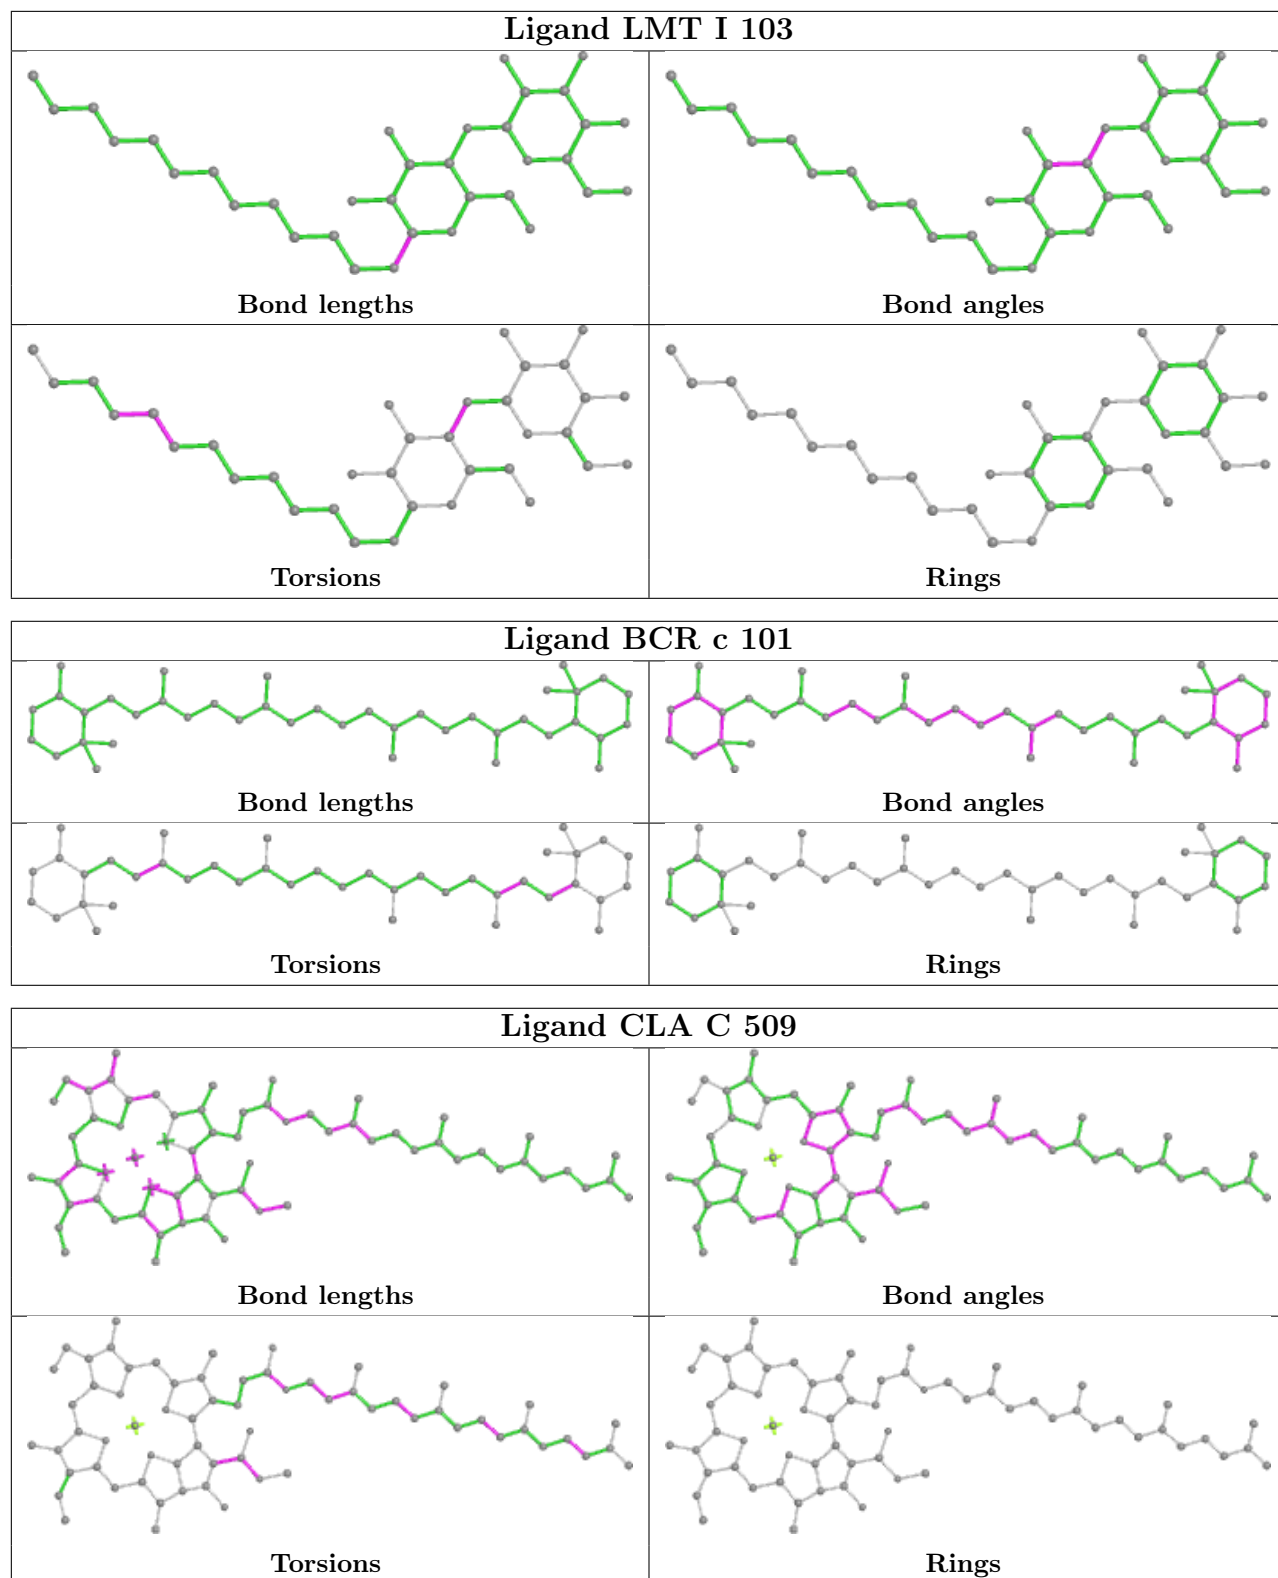 Ligand LMT I 103
Bond lengths
Bond angles
Torsions
Rings
Ligand BCR c 101
Bond lengths
Bond angles
Torsions
Rings
Ligand CLA C 509
Bond lengths
Bond angles
Torsions
Rings